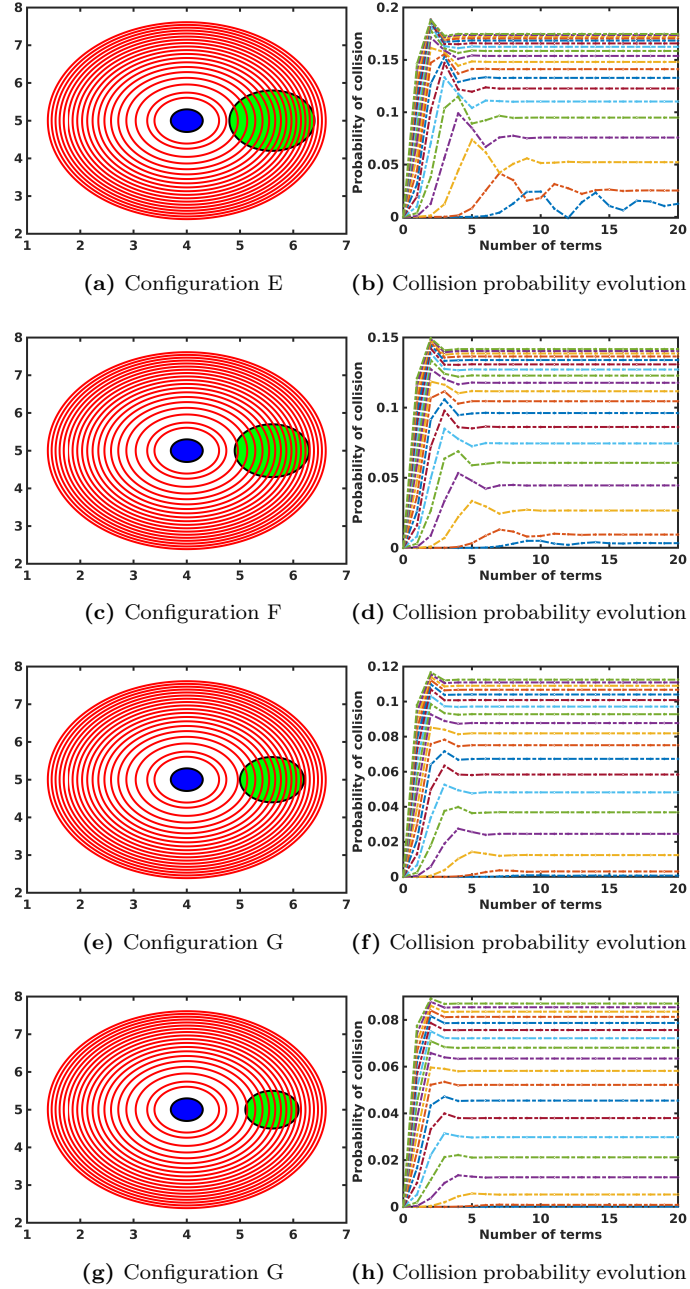 8
7
6
5
4
3
2
1 2 3 4 5 6 7
Probability of collision
0.2
0.15
0.1
0.05
0
0 5 10 15 20
Number of terms
(a) Configuration E
(b) Collision probability evolution
8
7
6
5
4
3
2
1 2 3 4 5 6 7
Probability of collision
0.15
0.1
0.05
0
0 5 10 15 20
Number of terms
(c) Configuration F
(d) Collision probability evolution
8
7
6
5
4
3
2
1 2 3 4 5 6 7
Probability of collision
0.12
0.1
0.08
0.06
0.04
0.02
0
0 5 10 15 20
Number of terms
(e) Configuration G
(f) Collision probability evolution
8
7
6
5
4
3
2
1 2 3 4 5 6 7
Probability of collision
0.08
0.06
0.04
0.02
0
0 5 10 15 20
Number of terms
(g) Configuration G
(h) Collision probability evolution